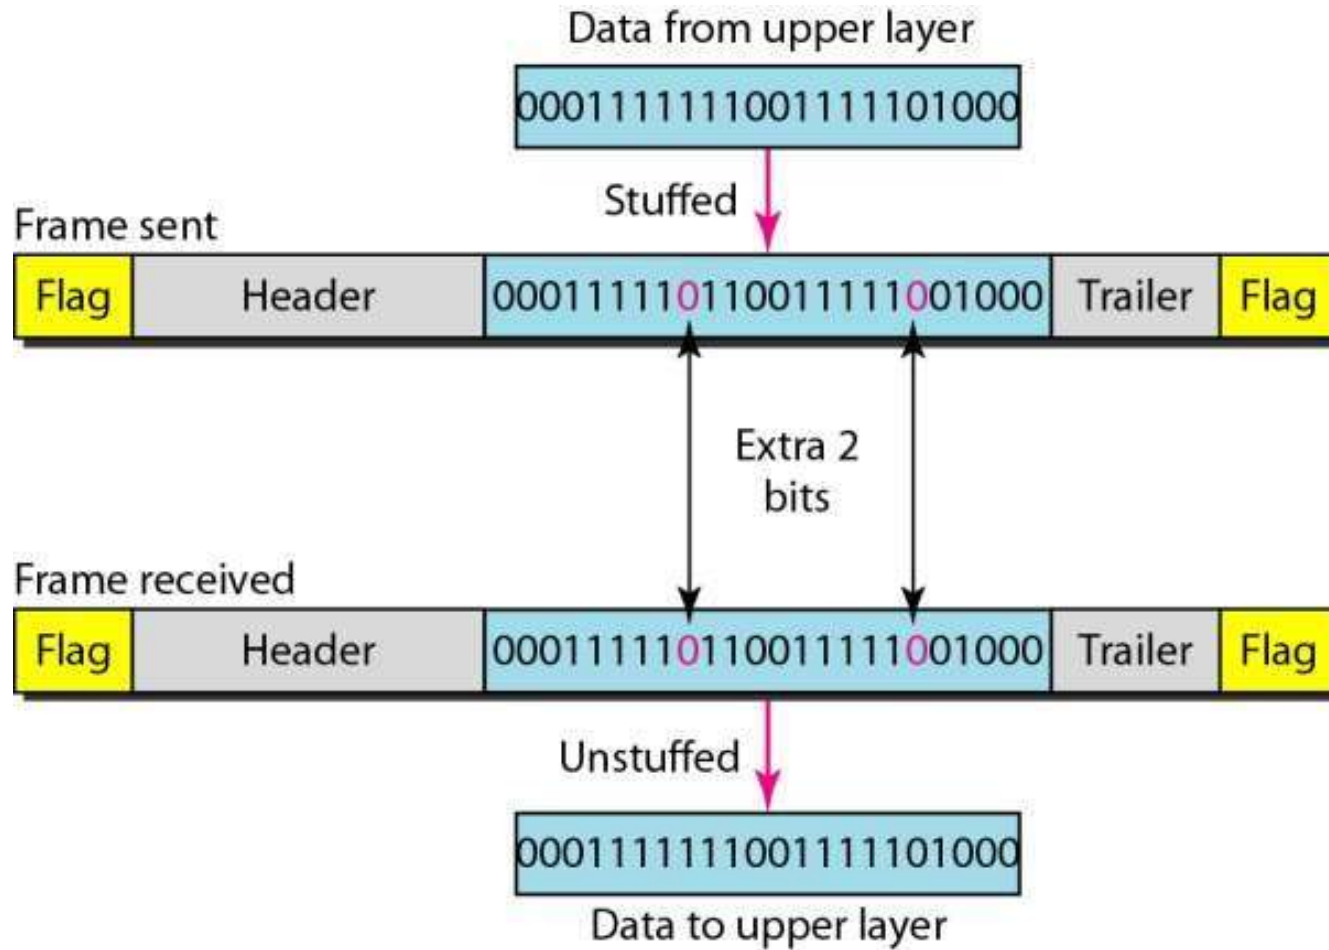 Data from upper layer
0001111111001111101000
Stuffed
Frame sent
Flag Header 000111110110011111001000 Trailer Flag
Extra 2
bits
Frame received
Flag Header 000111110110011111001000 Trailer Flag
Unstuffed
0001111111001111101000
Data to upper layer